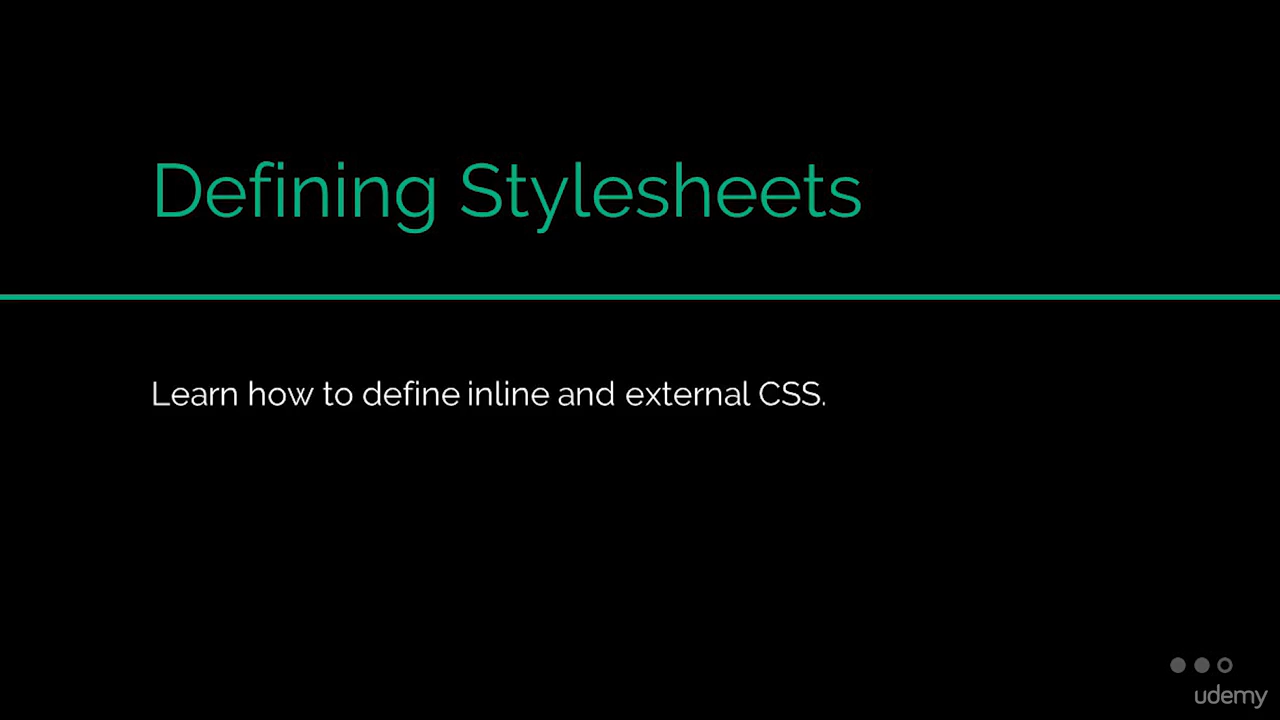 Defining Stylesheets
Learn how to define inline and external CSS.
udemy